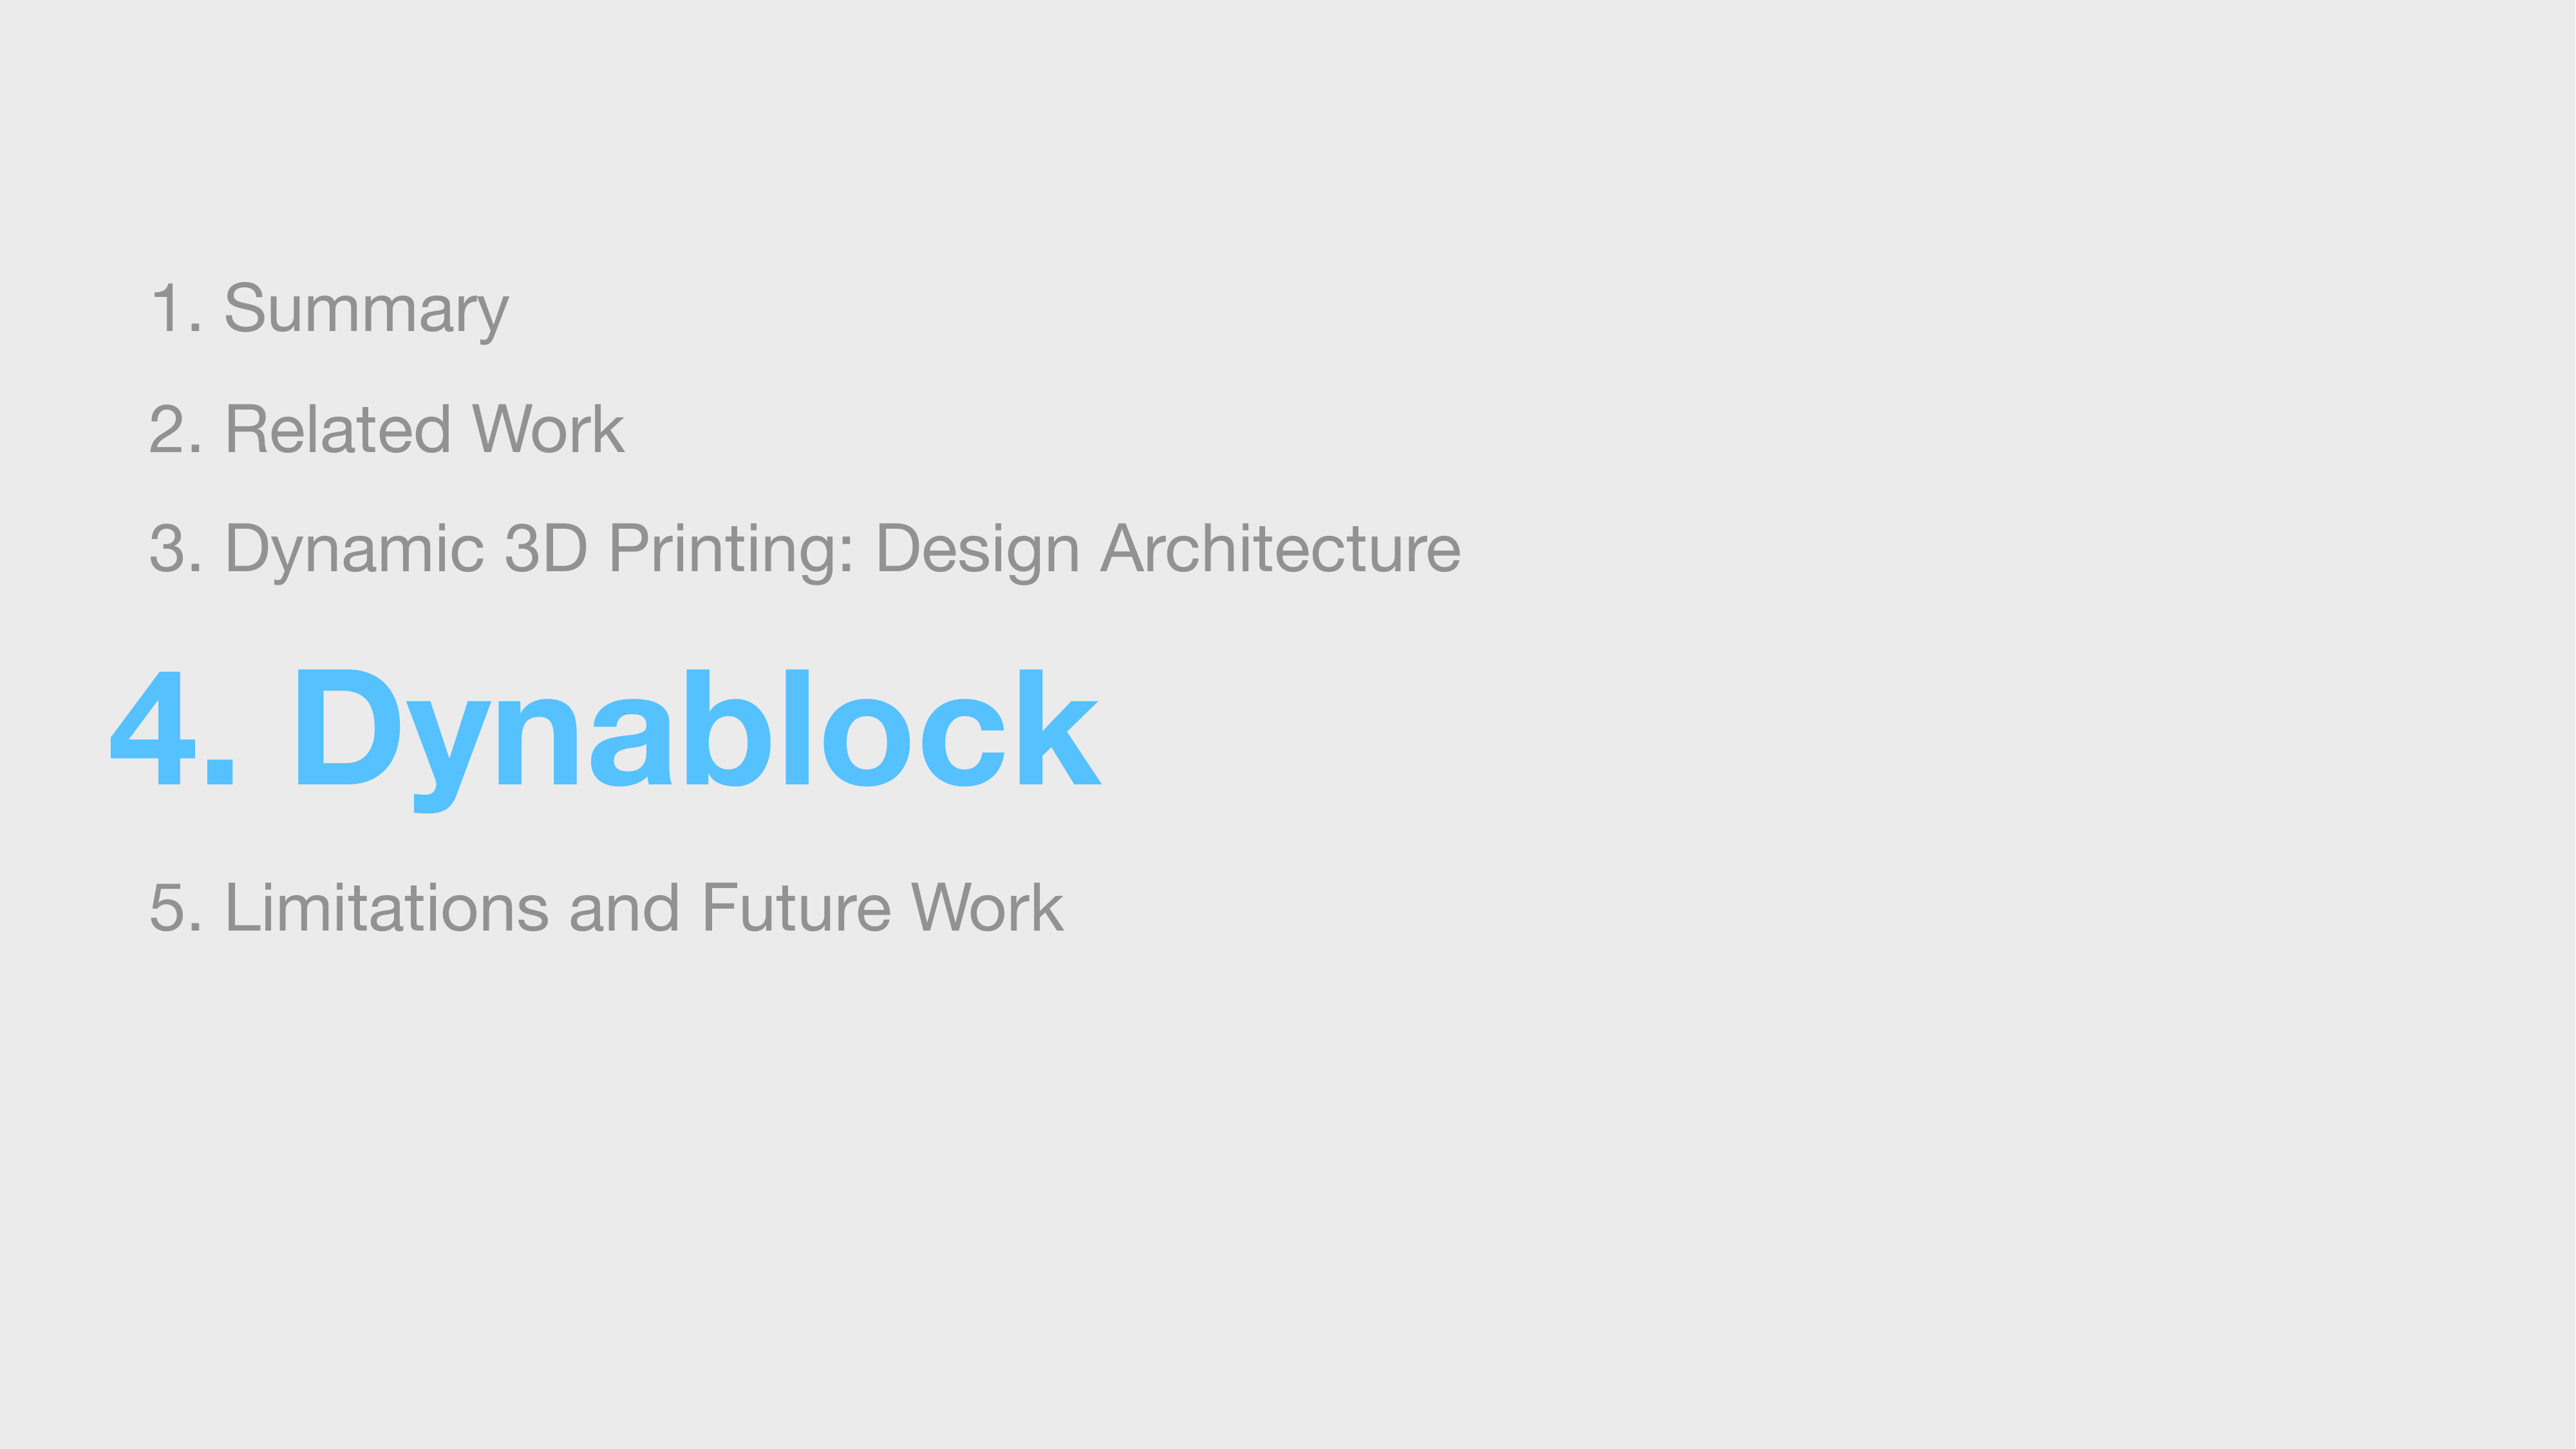 1. Summary
2. Related Work
3. Dynamic 3D Printing: Design Architecture
4. Dynablock
5. Limitations and Future Work